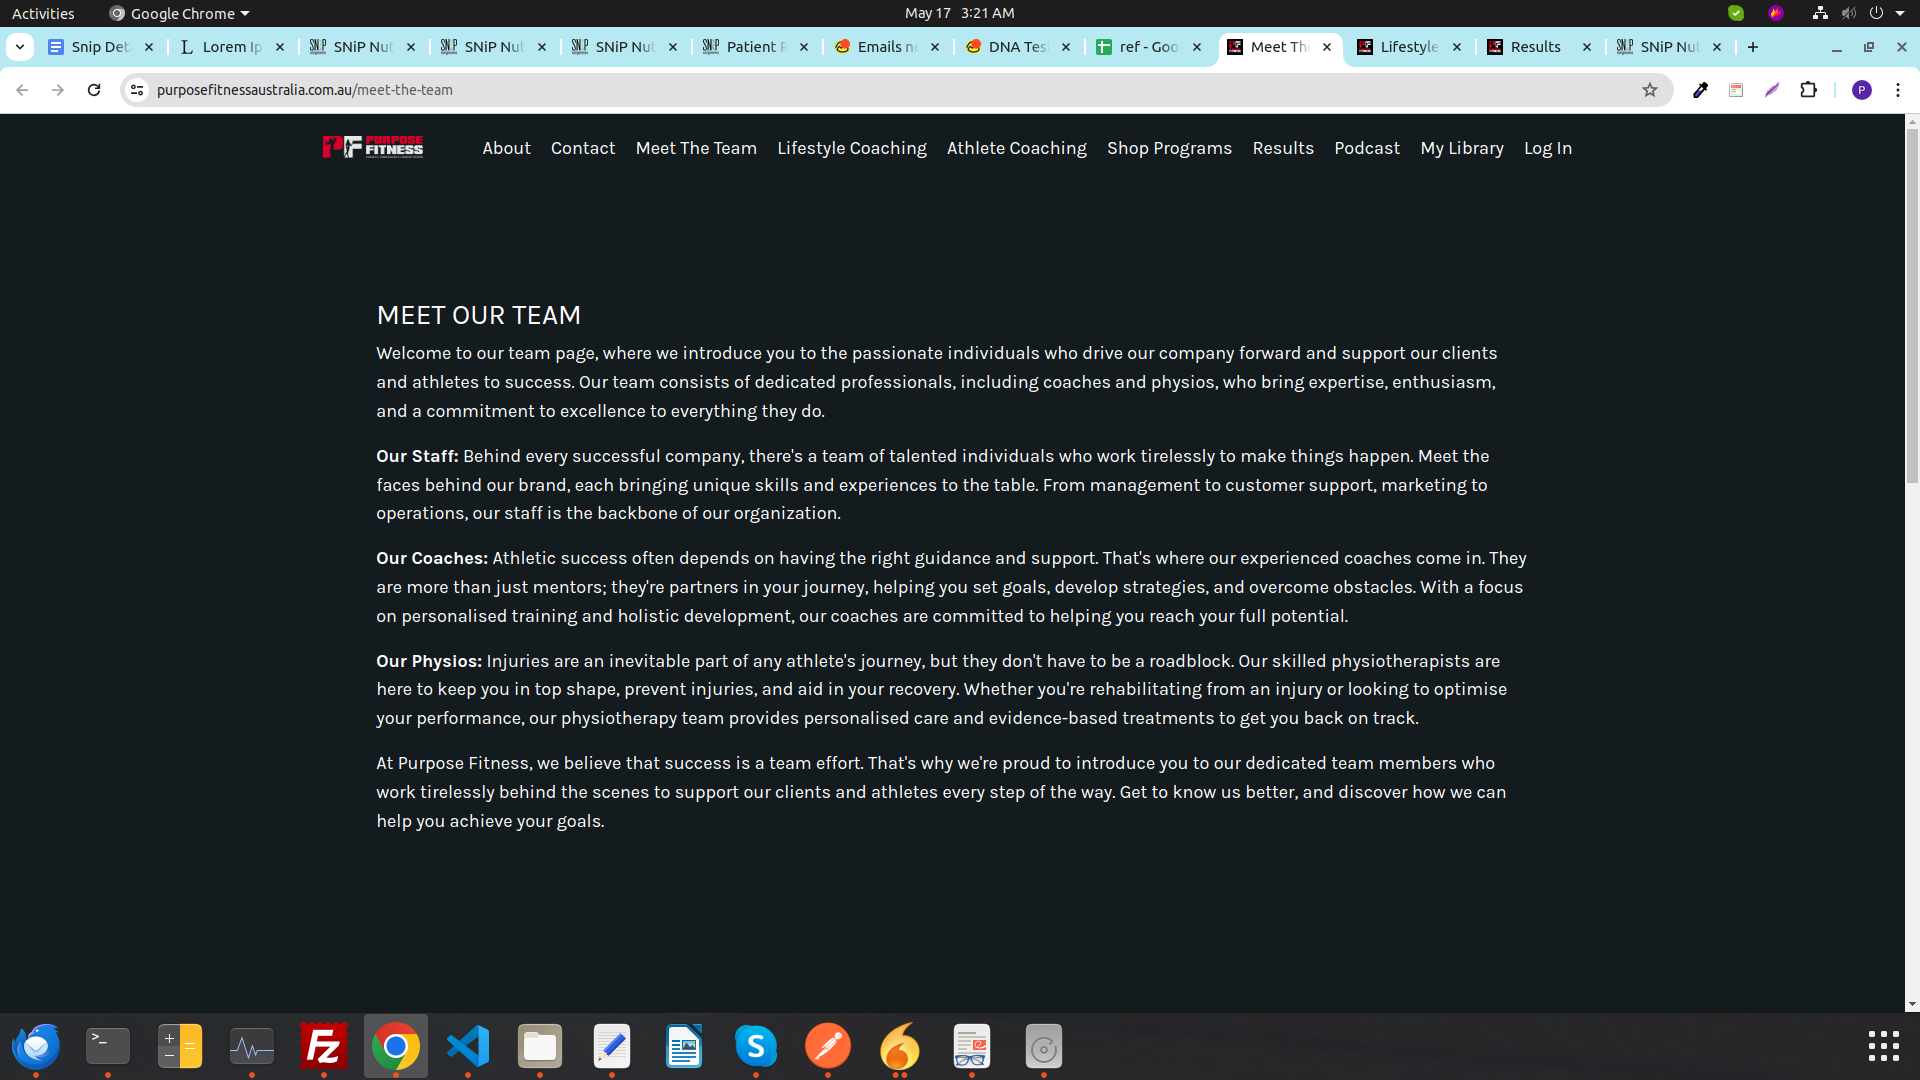 Activities Google Chrome May 17 3:21 AM
Snip Det Lorem Ip SNiP Nut SNiP Nut SNiP Nut Patient R Emails n DNA Tes ref - Goo Meet Th Lifestyle Results SNiP Nut
purposefitnessaustralia.com.au/meet-the-team P
PF PURPOSE FITNESS About Contact Meet The Team Lifestyle Coaching Athlete Coaching Shop Programs Results Podcast My Library Log In
MEET OUR TEAM
Welcome to our team page, where we introduce you to the passionate individuals who drive our company forward and support our clients
and athletes to success. Our team consists of dedicated professionals, including coaches and physios, who bring expertise, enthusiasm,
and a commitment to excellence to everything they do.
Our Staff: Behind every successful company, there's a team of talented individuals who work tirelessly to make things happen. Meet the
faces behind our brand, each bringing unique skills and experiences to the table. From management to customer support, marketing to
operations, our staff is the backbone of our organization.
Our Coaches: Athletic success often depends on having the right guidance and support. That's where our experienced coaches come in. They
are more than just mentors; they're partners in your journey, helping you set goals, develop strategies, and overcome obstacles. With a focus
on personalised training and holistic development, our coaches are committed to helping you reach your full potential.
Our Physios: Injuries are an inevitable part of any athlete's journey, but they don't have to be a roadblock. Our skilled physiotherapists are
here to keep you in top shape, prevent injuries, and aid in your recovery. Whether you're rehabilitating from an injury or looking to optimise
your performance, our physiotherapy team provides personalised care and evidence-based treatments to get you back on track.
At Purpose Fitness, we believe that success is a team effort. That's why we're proud to introduce you to our dedicated team members who
work tirelessly behind the scenes to support our clients and athletes every step of the way. Get to know us better, and discover how we can
help you achieve your goals.